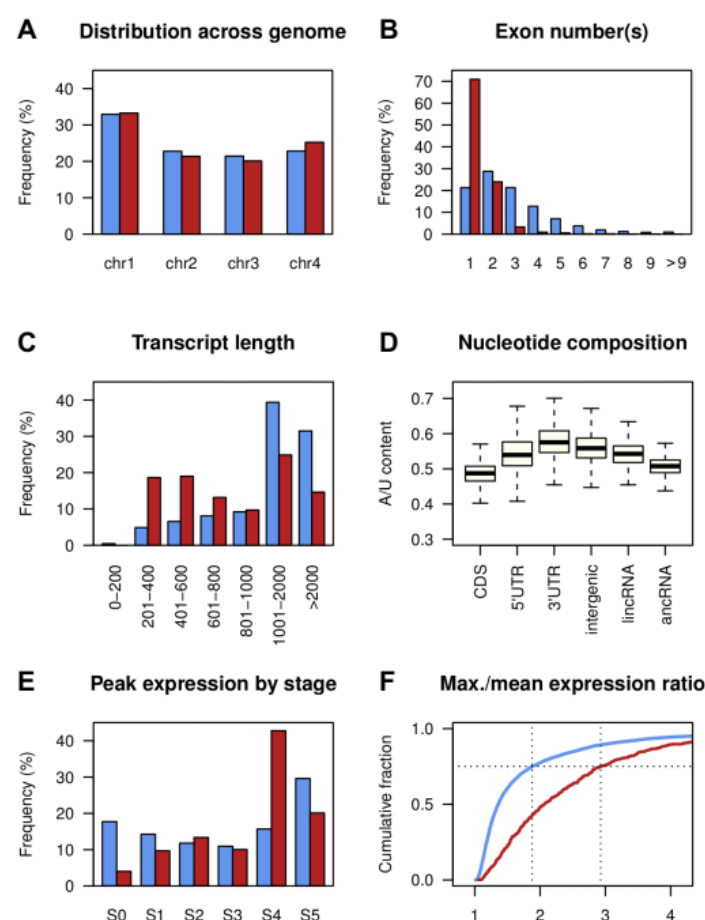 A Distribution across genome
Frequency (%)
40
30
20
10
0
chr1 chr2 chr3 chr4
B Exon number(s)
Frequency (%)
70
60
50
40
30
20
10
0
1 2 3 4 5 6 7 8 9 >9
C Transcript length
Frequency (%)
40
30
20
10
0
0−200 201−400 401−600 601−800 801−1000 1001−2000 >2000
D Nucleotide composition
A/U content
0.7
0.6
0.5
0.4
0.3
CDS 5'UTR 3'UTR intergenic lincRNA ancRNA
E Peak expression by stage
Frequency (%)
40
30
20
10
0
S0 S1 S2 S3 S4 S5
F Max./mean expression ratio
Cumulative fraction
1.0
0.5
0.0
1 2 3 4